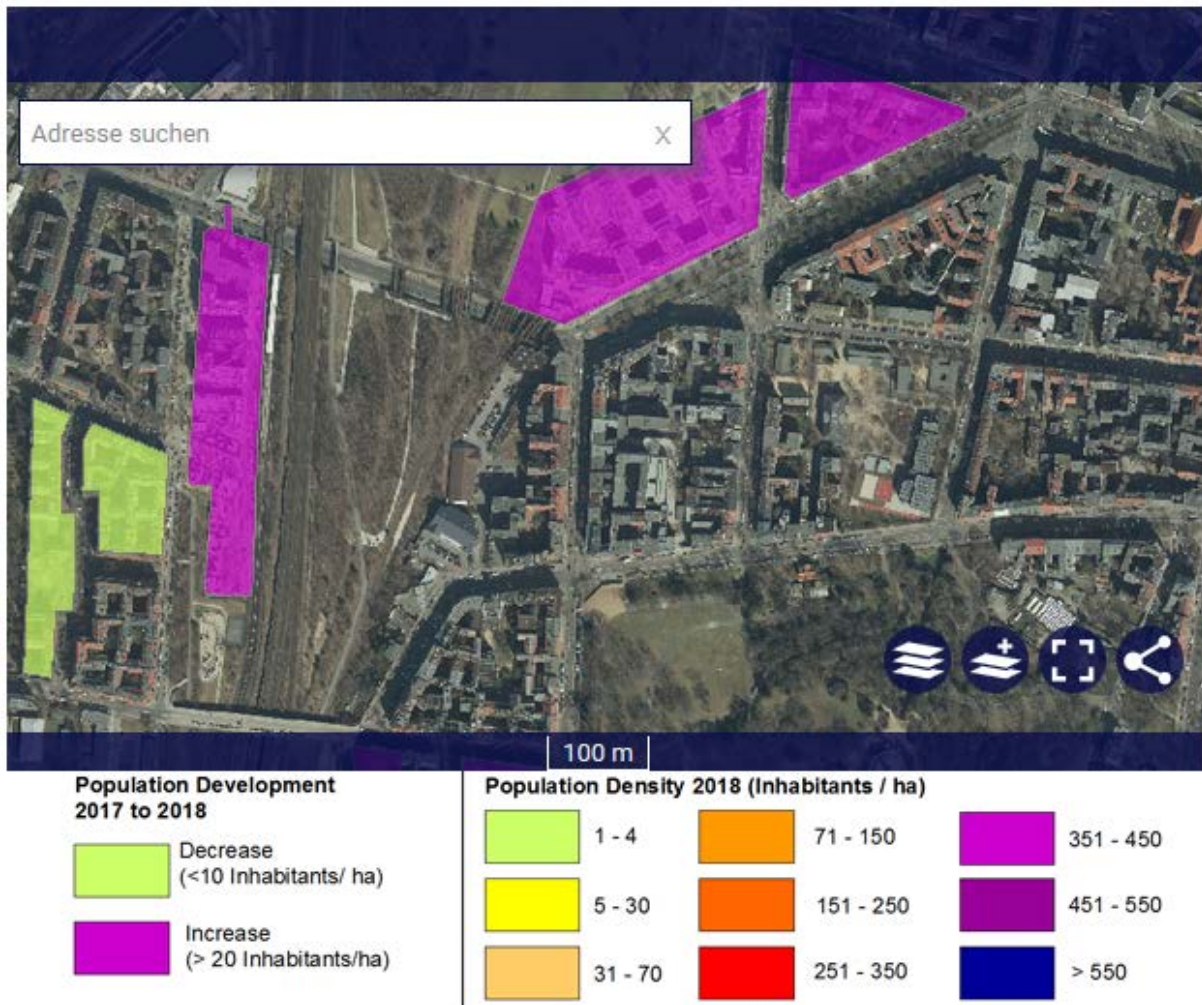 Adresse suchen
X
100 m
Population Development
2017 to 2018
Decrease
(<10 Inhabitants/ ha)
Increase
(> 20 Inhabitants/ha)
Population Density 2018 (Inhabitants / ha)
1 - 4
71 - 150
351 - 450
5 - 30
151 - 250
451 - 550
31 - 70
251 - 350
> 550